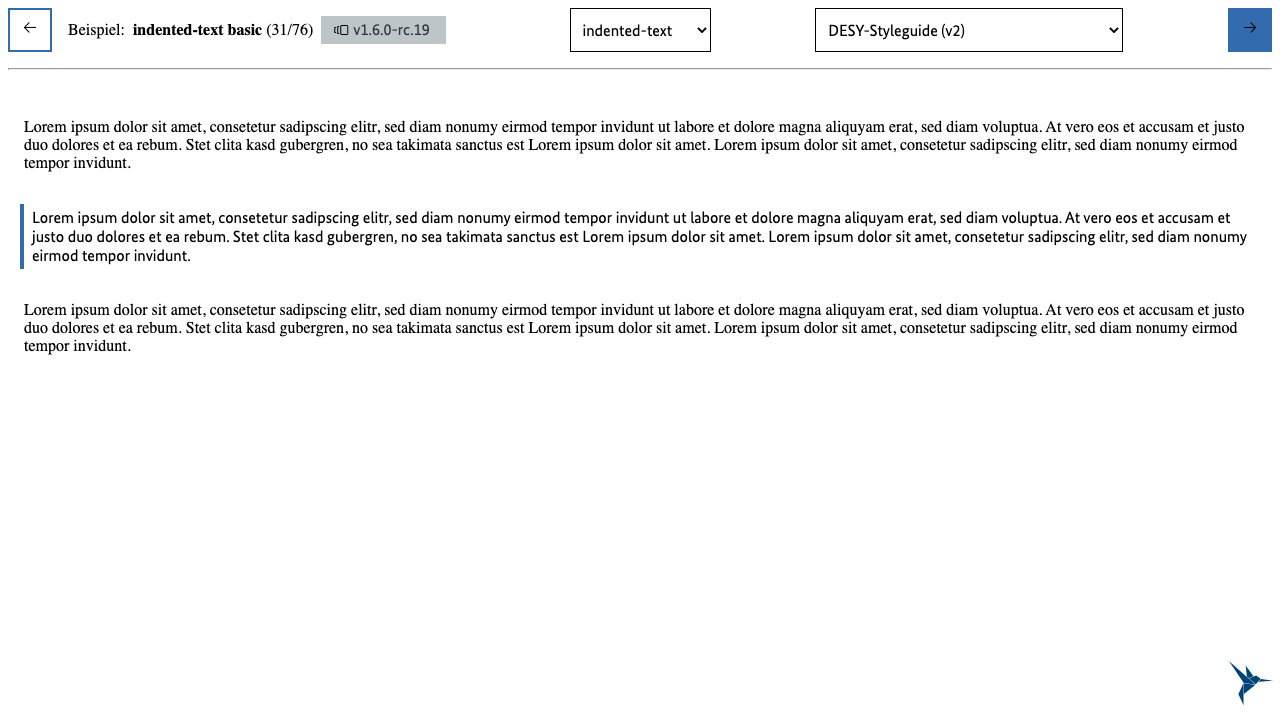 Beispiel: indented-text basic (31/76) v1.6.0-rc.19 indented-text DESY-Styleguide (v2)
Lorem ipsum dolor sit amet, consetetur sadipscing elitr, sed diam nonumy eirmod tempor invidunt ut labore et dolore magna aliquyam erat, sed diam voluptua. At vero eos et accusam et justo
duo dolores et ea rebum. Stet clita kasd gubergren, no sea takimata sanctus est Lorem ipsum dolor sit amet. Lorem ipsum dolor sit amet, consetetur sadipscing elitr, sed diam nonumy eirmod
tempor invidunt.
Lorem ipsum dolor sit amet, consetetur sadipscing elitr, sed diam nonumy eirmod tempor invidunt ut labore et dolore magna aliquyam erat, sed diam voluptua. At vero eos et accusam et
justo duo dolores et ea rebum. Stet clita kasd gubergren, no sea takimata sanctus est Lorem ipsum dolor sit amet. Lorem ipsum dolor sit amet, consetetur sadipscing elitr, sed diam nonumy
eirmod tempor invidunt.
Lorem ipsum dolor sit amet, consetetur sadipscing elitr, sed diam nonumy eirmod tempor invidunt ut labore et dolore magna aliquyam erat, sed diam voluptua. At vero eos et accusam et justo
duo dolores et ea rebum. Stet clita kasd gubergren, no sea takimata sanctus est Lorem ipsum dolor sit amet. Lorem ipsum dolor sit amet, consetetur sadipscing elitr, sed diam nonumy eirmod
tempor invidunt.